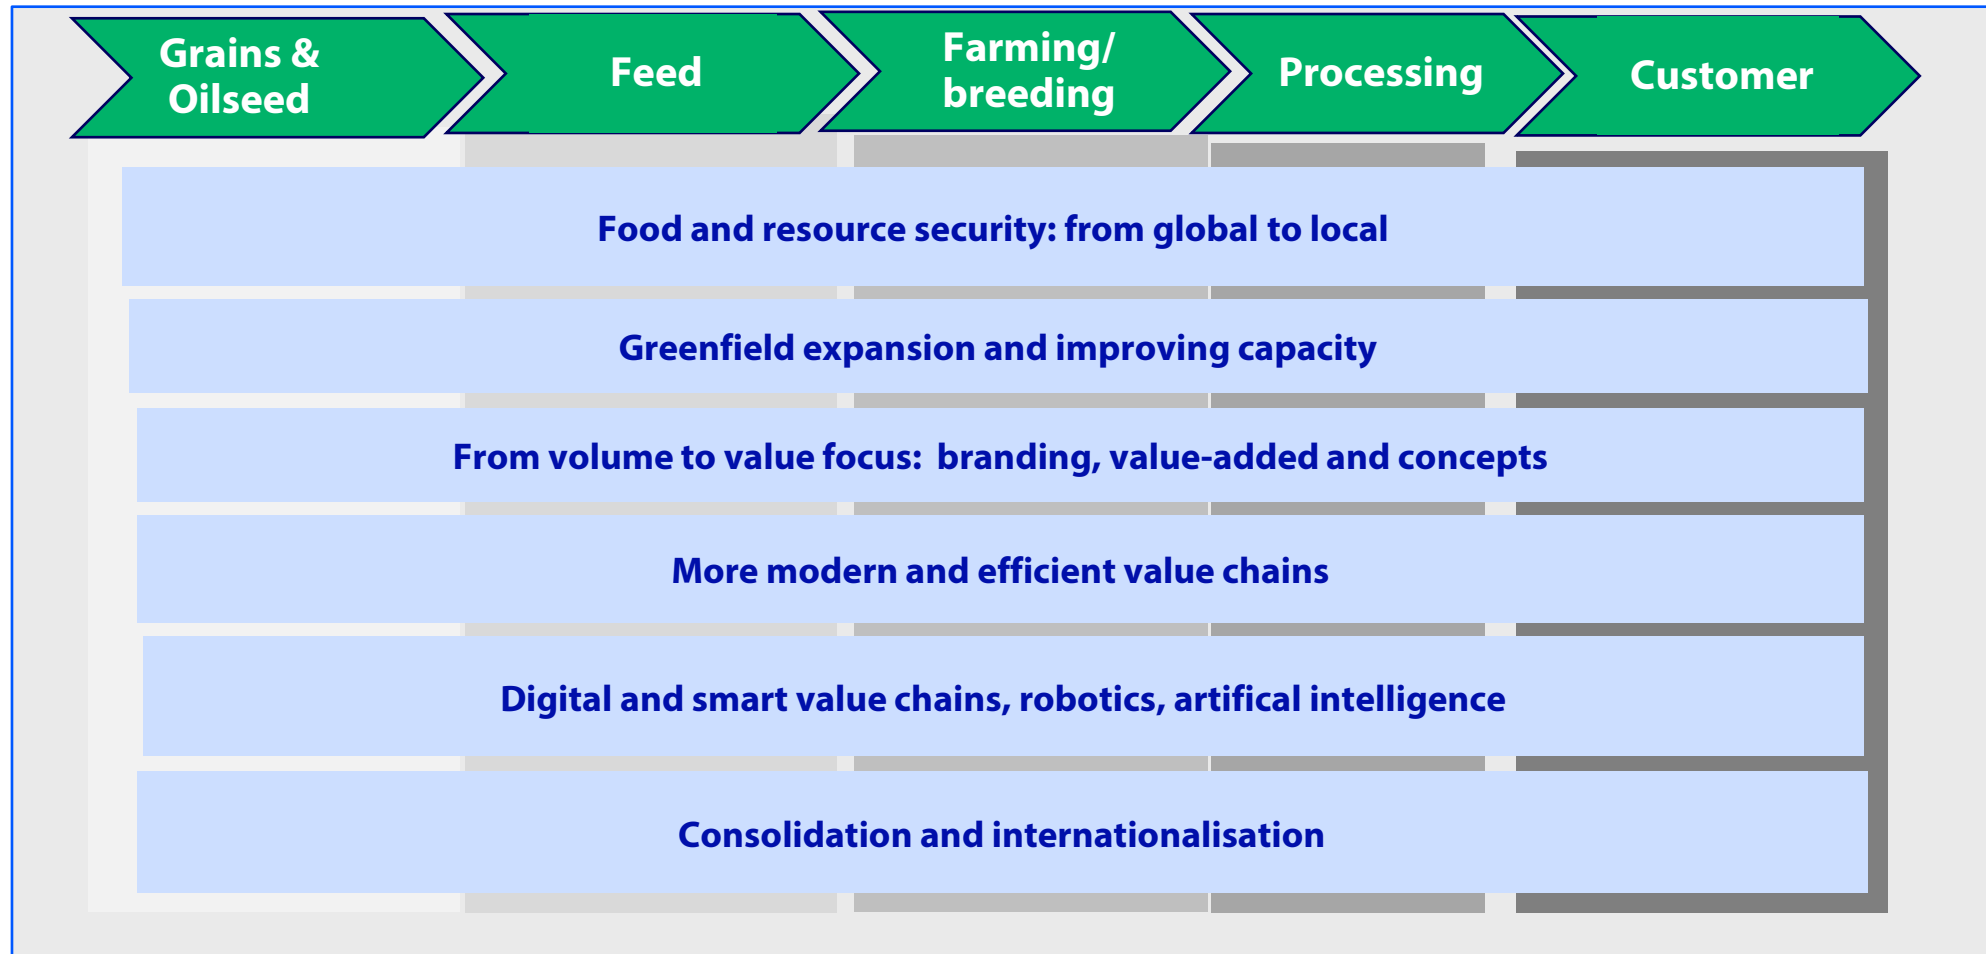 Grains &
Oilseed
Feed
Farming/
breeding
Processing
Customer
Food and resource security: from global to local
Greenfield expansion and improving capacity
From volume to value focus:  branding, value-added and concepts
More modern and efficient value chains
Digital and smart value chains, robotics, artifical intelligence
Consolidation and internationalisation